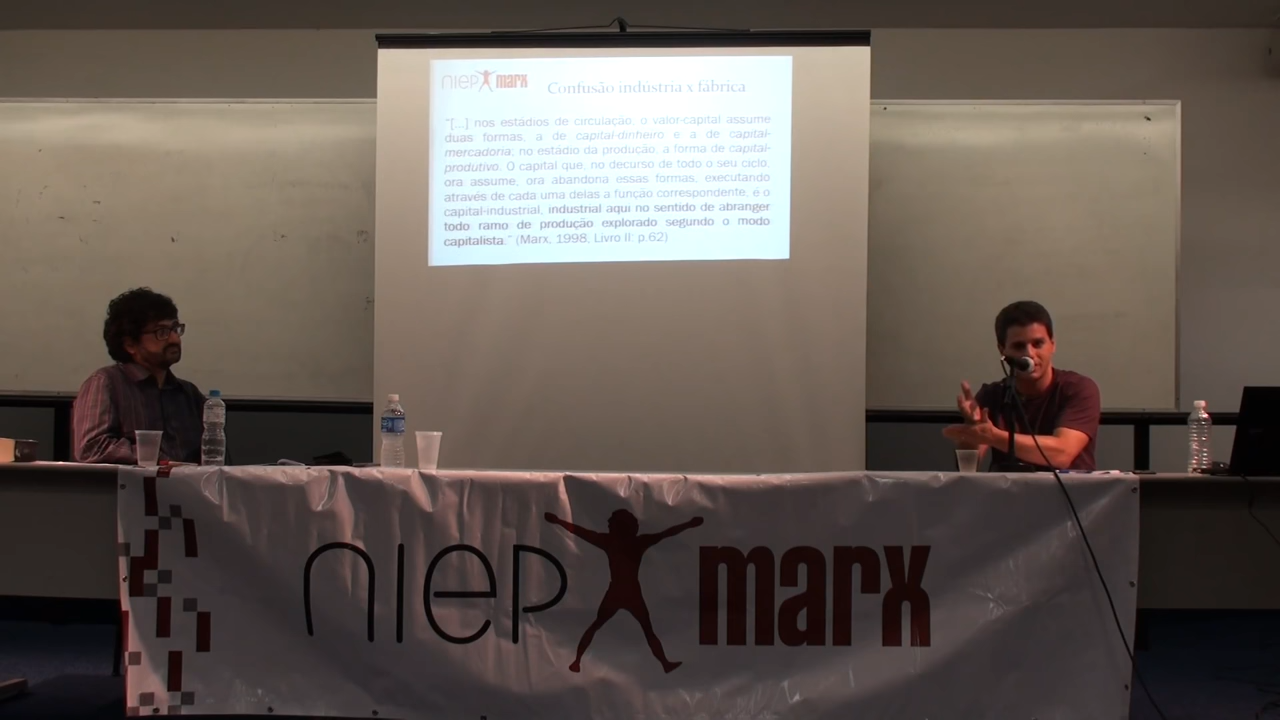 NIEP marx
Confusão indústria x fábrica
"[...] nos estádios de circulação, o valor-capital assume
duas formas, a de capital-dinheiro e a de capital-
mercadoria; no estádio da produção, a forma de capital-
produtivo. O capital que, no decurso de todo o seu ciclo,
ora assume, ora abandona essas formas, executando
através de cada uma delas a função correspondente, é o
capital-industrial, industrial aqui no sentido de abranger
todo ramo de produção explorado segundo o modo
capitalista." (Marx, 1998, Livro II: p.62)
NIEP marx